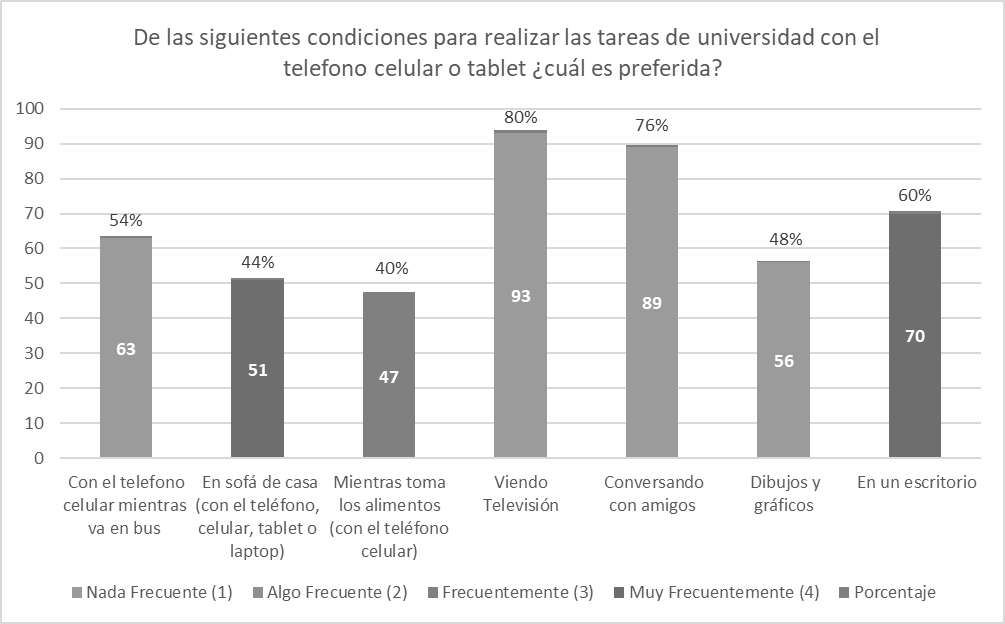 De las siguientes condiciones para realizar las tareas de universidad con el
telefono celular o tablet ¿cuál es preferida?
100
90
80
70
60
50
40
30
20
10
0
54%
44%
40%
80%
76%
48%
60%
63
51
47
93
89
56
70
Con el telefono
celular mientras
va en bus
En sofá de casa
(con el teléfono,
celular, tablet o
laptop)
Mientras toma
los alimentos
(con el teléfono
celular)
Viendo
Televisión
Conversando
con amigos
Dibujos y
gráficos
En un escritorio
Nada Frecuente (1)
Algo Frecuente (2)
Frecuentemente (3)
Muy Frecuentemente (4)
Porcentaje